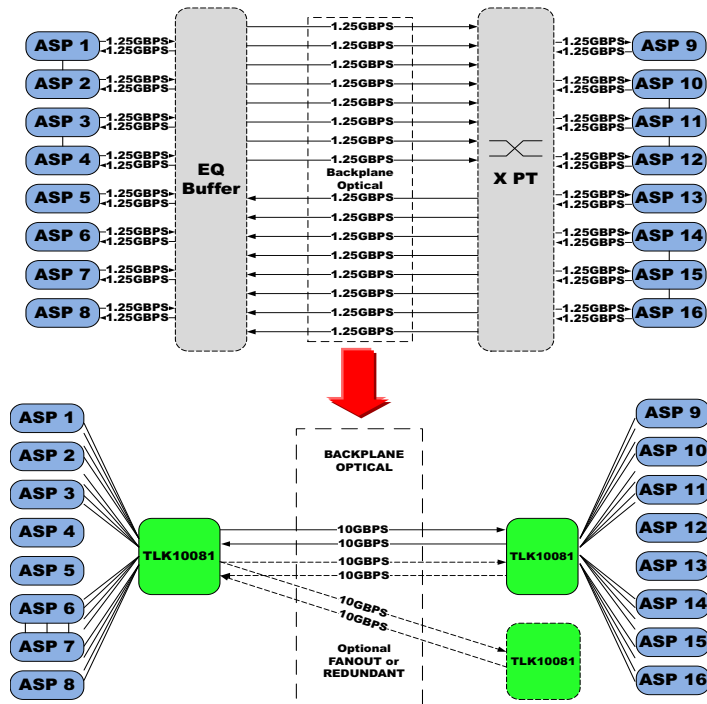 ASP 1
1.25GBPS
1.25GBPS
ASP 2
1.25GBPS
1.25GBPS
ASP 3
1.25GBPS
1.25GBPS
ASP 4
1.25GBPS
1.25GBPS
ASP 5
1.25GBPS
1.25GBPS
ASP 6
1.25GBPS
1.25GBPS
ASP 7
1.25GBPS
1.25GBPS
ASP 8
1.25GBPS
1.25GBPS
EQ
Buffer
1.25GBPS
1.25GBPS
1.25GBPS
1.25GBPS
1.25GBPS
1.25GBPS
1.25GBPS
1.25GBPS
Backplane
Optical
1.25GBPS
1.25GBPS
1.25GBPS
1.25GBPS
1.25GBPS
1.25GBPS
1.25GBPS
1.25GBPS
X PT
1.25GBPS
1.25GBPS
ASP 9
1.25GBPS
1.25GBPS
ASP 10
1.25GBPS
1.25GBPS
ASP 11
1.25GBPS
1.25GBPS
ASP 12
1.25GBPS
1.25GBPS
ASP 13
1.25GBPS
1.25GBPS
ASP 14
1.25GBPS
1.25GBPS
ASP 15
1.25GBPS
1.25GBPS
ASP 16
ASP 1
ASP 2
ASP 3
ASP 4
ASP 5
ASP 6
ASP 7
ASP 8
TLK10081
BACKPLANE
OPTICAL
10GBPS
10GBPS
10GBPS
10GBPS
10GBPS
10GBPS
Optional
FANOUT or
REDUNDANT
TLK10081
TLK10081
ASP 9
ASP 10
ASP 11
ASP 12
ASP 13
ASP 14
ASP 15
ASP 16